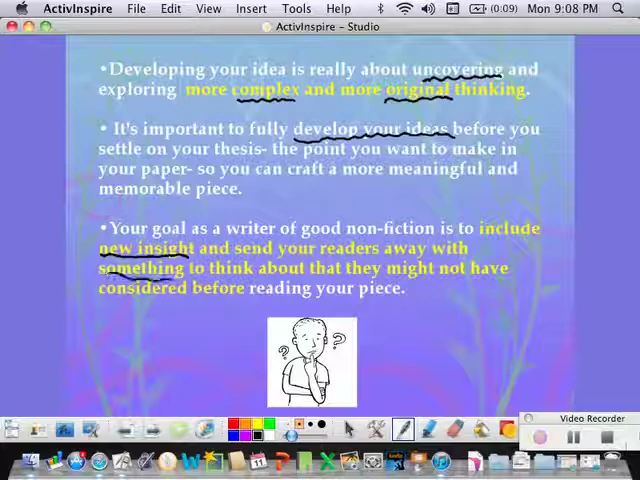 ActivInspire File Edit View Insert Tools Help (0:09) Mon 9:08 PM
ActivInspire - Studio
•Developing your idea is really about uncovering and
exploring more complex and more original thinking.
• It's important to fully develop your ideas before you
settle on your thesis- the point you want to make in
your paper- so you can craft a more meaningful and
memorable piece.
•Your goal as a writer of good non-fiction is to include
new insight and send your readers away with
something to think about that they might not have
considered before reading your piece.
? ?
Video Recorder